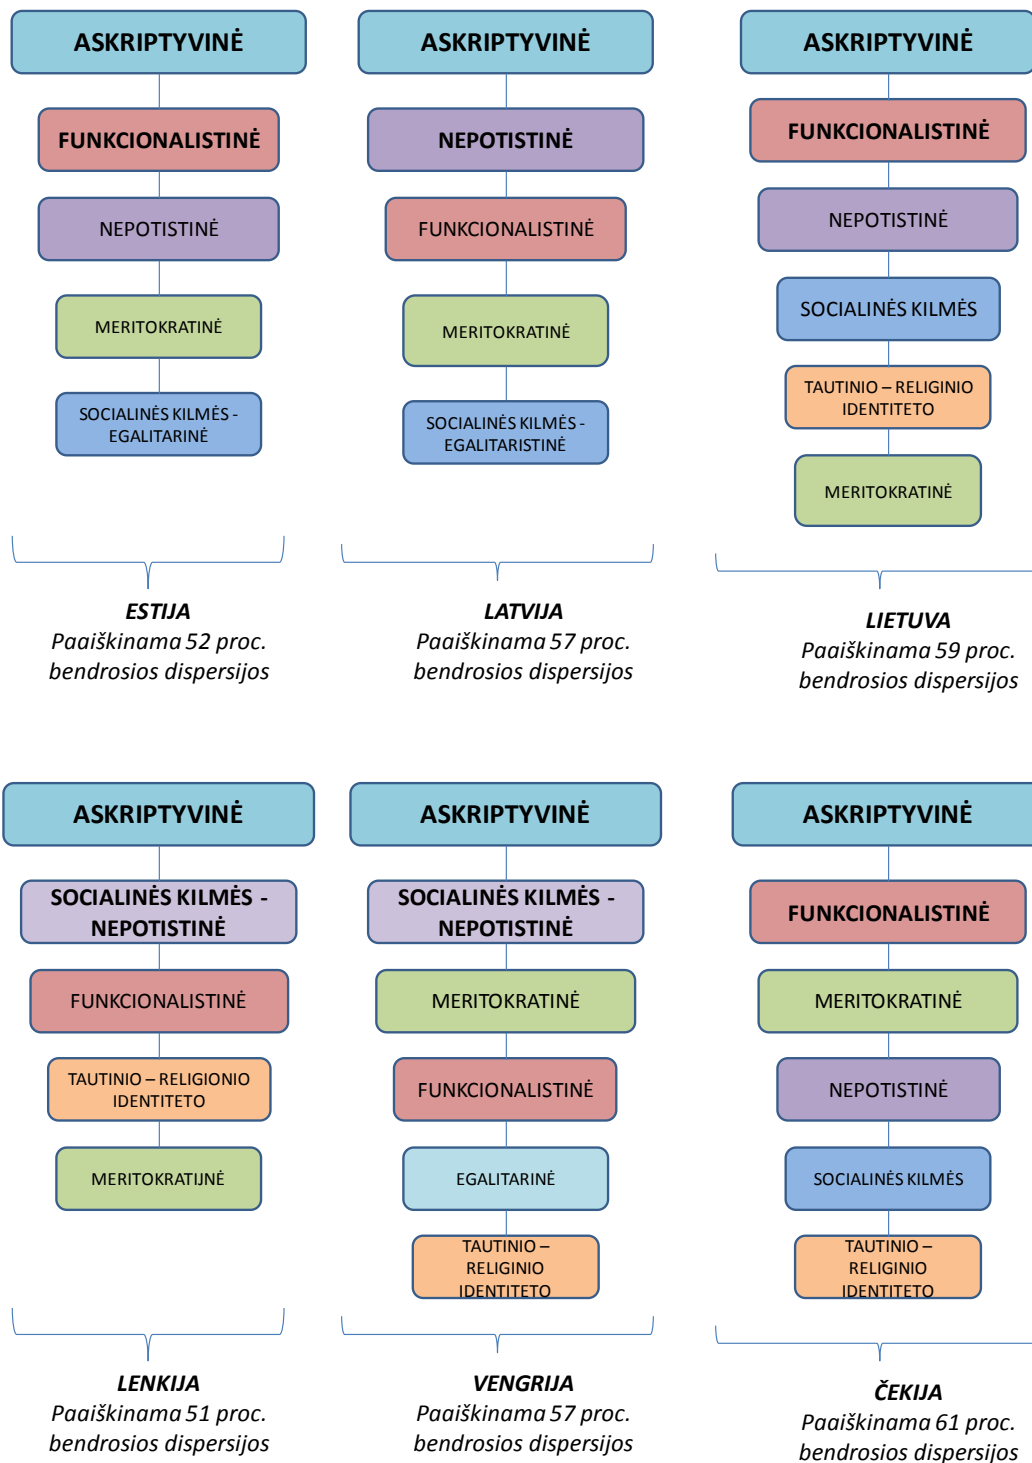 ASKRIPTYVINĖ
FUNKCIONALISTINĖ
NEPOTISTINĖ
MERITOKRATINĖ
SOCIALINĖS KILMĖS -
EGALITARINĖ
ESTIJA
Paaiškinama 52 proc.
bendrosios dispersijos
ASKRIPTYVINĖ
NEPOTISTINĖ
FUNKCIONALISTINĖ
MERITOKRATINĖ
SOCIALINĖS KILMĖS -
EGALITARISTINĖ
LATVIJA
Paaiškinama 57 proc.
bendrosios dispersijos
ASKRIPTYVINĖ
FUNKCIONALISTINĖ
NEPOTISTINĖ
SOCIALINĖS KILMĖS
TAUTINIO – RELIGINIO
IDENTITETO
MERITOKRATINĖ
LIETUVA
Paaiškinama 59 proc.
bendrosios dispersijos
ASKRIPTYVINĖ
SOCIALINĖS KILMĖS -
NEPOTISTINĖ
FUNKCIONALISTINĖ
TAUTINIO – RELIGIONIO
IDENTITETO
MERITOKRATIJNĖ
LENKIJA
Paaiškinama 51 proc.
bendrosios dispersijos
ASKRIPTYVINĖ
SOCIALINĖS KILMĖS -
NEPOTISTINĖ
MERITOKRATINĖ
FUNKCIONALISTINĖ
EGALITARINĖ
TAUTINIO –
RELIGINIO
IDENTITETO
VENGRIJA
Paaiškinama 57 proc.
bendrosios dispersijos
ASKRIPTYVINĖ
FUNKCIONALISTINĖ
MERITOKRATINĖ
NEPOTISTINĖ
SOCIALINĖS KILMĖS
TAUTINIO –
RELIGINIO
IDENTITETO
ČEKIJA
Paaiškinama 61 proc.
bendrosios dispersijos